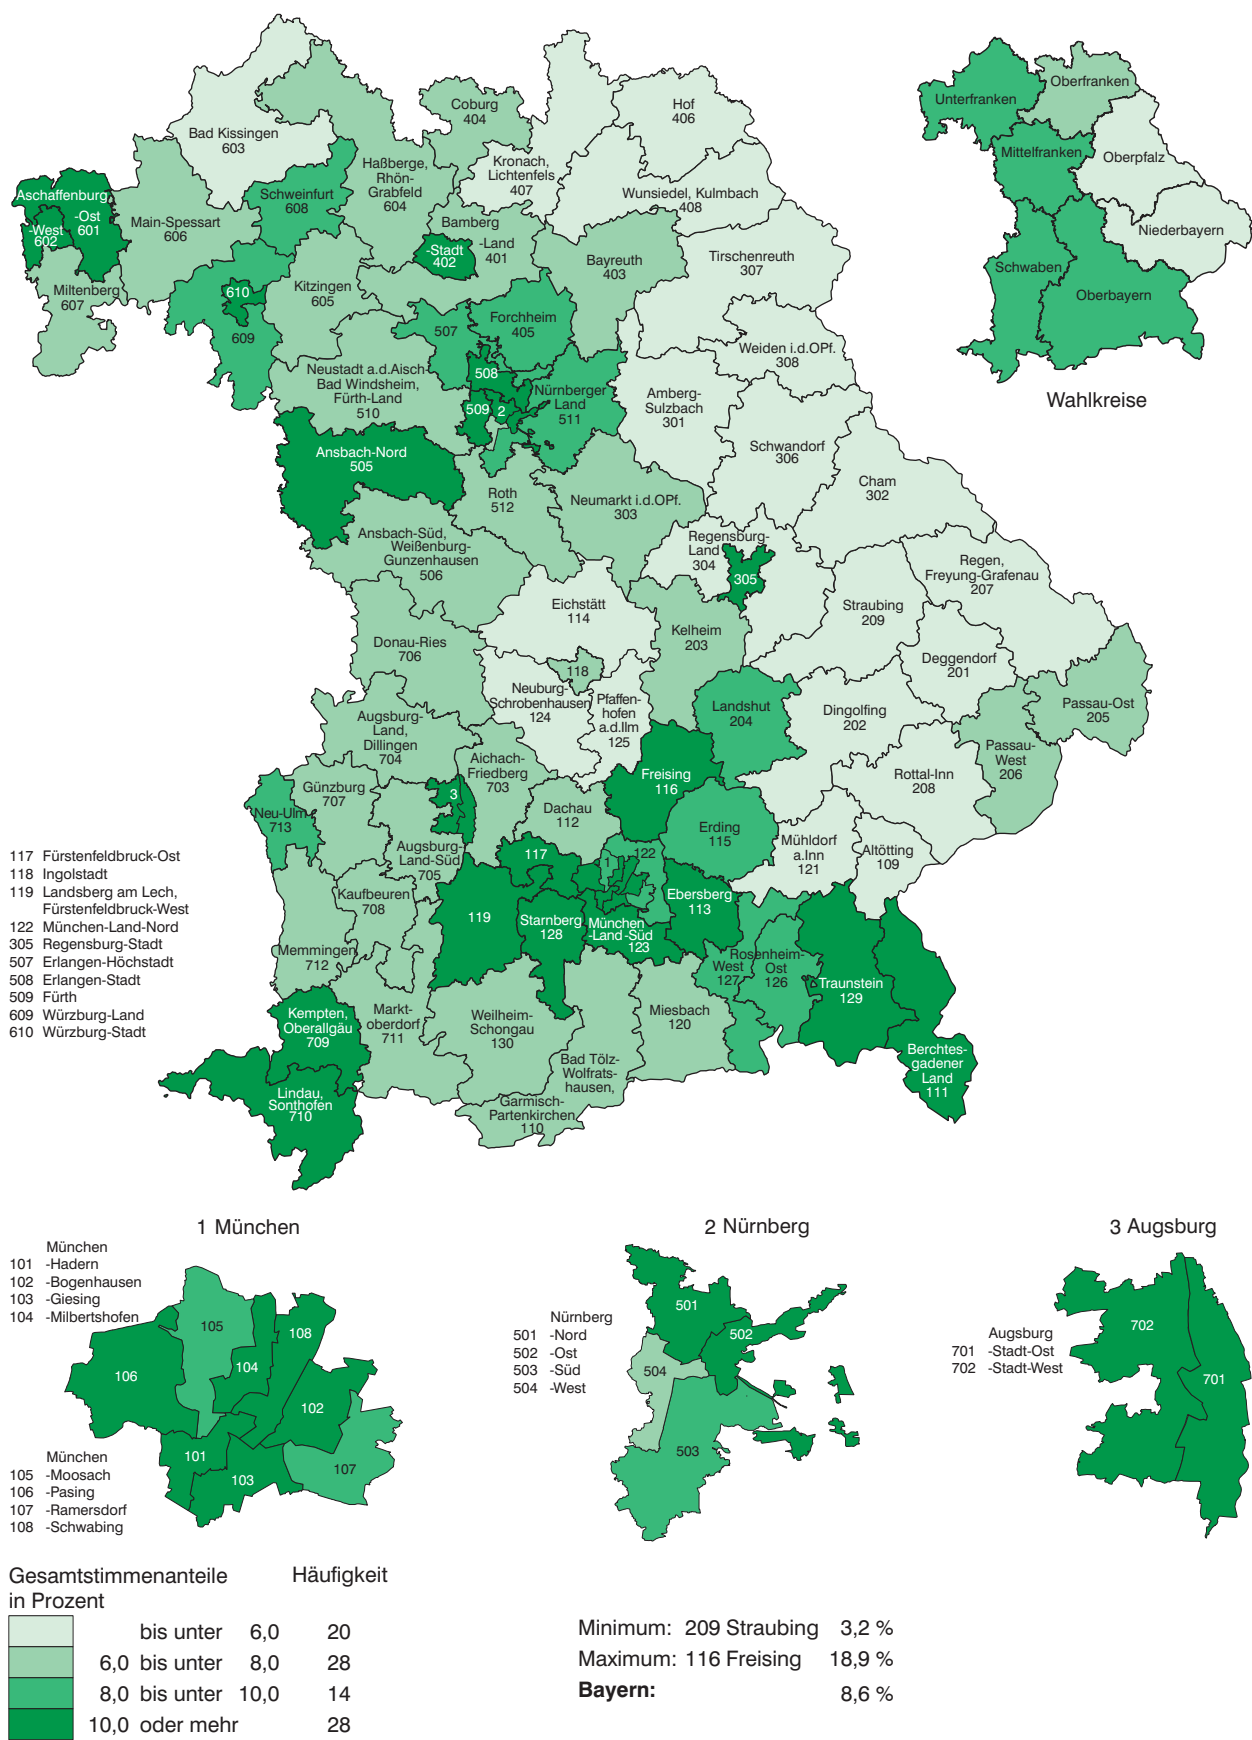 Bad Kissingen
603
Coburg
404
Hof
406
Kronach,
Lichtenfels
407
Wunsiedel, Kulmbach
408
Haßberge,
Rhön-
Grabfeld
604
Schweinfurt
608
Aschaffenburg
-Ost
601
-West
602
Main-Spessart
606
Miltenberg
607
Bamberg
-Land
401
-Stadt
402
Bayreuth
403
Tirschenreuth
307
610
609
Kitzingen
605
507
Forchheim
405
Weiden i.d.OPf.
308
Neustadt a.d.Aisch-
Bad Windsheim,
Fürth-Land
510
508
509
2
Nürnberger
Land
511
Amberg-
Sulzbach
301
Schwandorf
306
Cham
302
Ansbach-Nord
505
Roth
512
Neumarkt i.d.OPf.
303
Ansbach-Süd,
Weißenburg-
Gunzenhausen
506
Regensburg-
Land
304
305
Regen,
Freyung-Grafenau
207
Eichstätt
114
Straubing
209
Kelheim
203
Donau-Ries
706
Deggendorf
201
118
Neuburg-
Schrobenhausen
124
Pfaffen-
hofen
a.d.Ilm
125
Landshut
204
Dingolfing
202
Passau-Ost
205
Passau-
West
206
Augsburg-
Land,
Dillingen
704
Aichach-
Friedberg
703
Freising
116
Rottal-Inn
208
Günzburg
707
3
Neu-Ulm
713
Dachau
112
Erding
115
Mühldorf
a.Inn
121
Altötting
109
Augsburg-
Land-Süd
705
117
1
122
Kaufbeuren
708
119
Starnberg
128
München
-Land-Süd
123
Ebersberg
113
Memmingen
712
West
127
Rosenheim-
Ost
126
Traunstein
129
Kempten,
Oberallgäu
709
Markt-
oberdorf
711
Weilheim-
Schongau
130
Miesbach
120
Bad Tölz-
Wolfrats-
hausen,
Garmisch-
Partenkirchen
110
Berchtes-
gadener
Land
111
Lindau,
Sonthofen
710
Unterfranken
Oberfranken
Mittelfranken
Oberpfalz
Niederbayern
Schwaben
Oberbayern
Wahlkreise
117 Fürstenfeldbruck-Ost
118 Ingolstadt
119 Landsberg am Lech,
Fürstenfeldbruck-West
122 München-Land-Nord
305 Regensburg-Stadt
507 Erlangen-Höchstadt
508 Erlangen-Stadt
509 Fürth
609 Würzburg-Land
610 Würzburg-Stadt
1 München
München
101 -Hadern
102 -Bogenhausen
103 -Giesing
104 -Milbertshofen
105
108
104
106
102
101
103
107
München
105 -Moosach
106 -Pasing
107 -Ramersdorf
108 -Schwabing
2 Nürnberg
Nürnberg
501 -Nord
502 -Ost
503 -Süd
504 -West
501
502
504
503
3 Augsburg
Augsburg
701 -Stadt-Ost
702 -Stadt-West
702
701
Gesamtstimmenanteile Häufigkeit
in Prozent
bis unter 6,0 20
6,0 bis unter 8,0 28
8,0 bis unter 10,0 14
10,0 oder mehr 28
Minimum: 209 Straubing 3,2 %
Maximum: 116 Freising 18,9 %
Bayern: 8,6 %